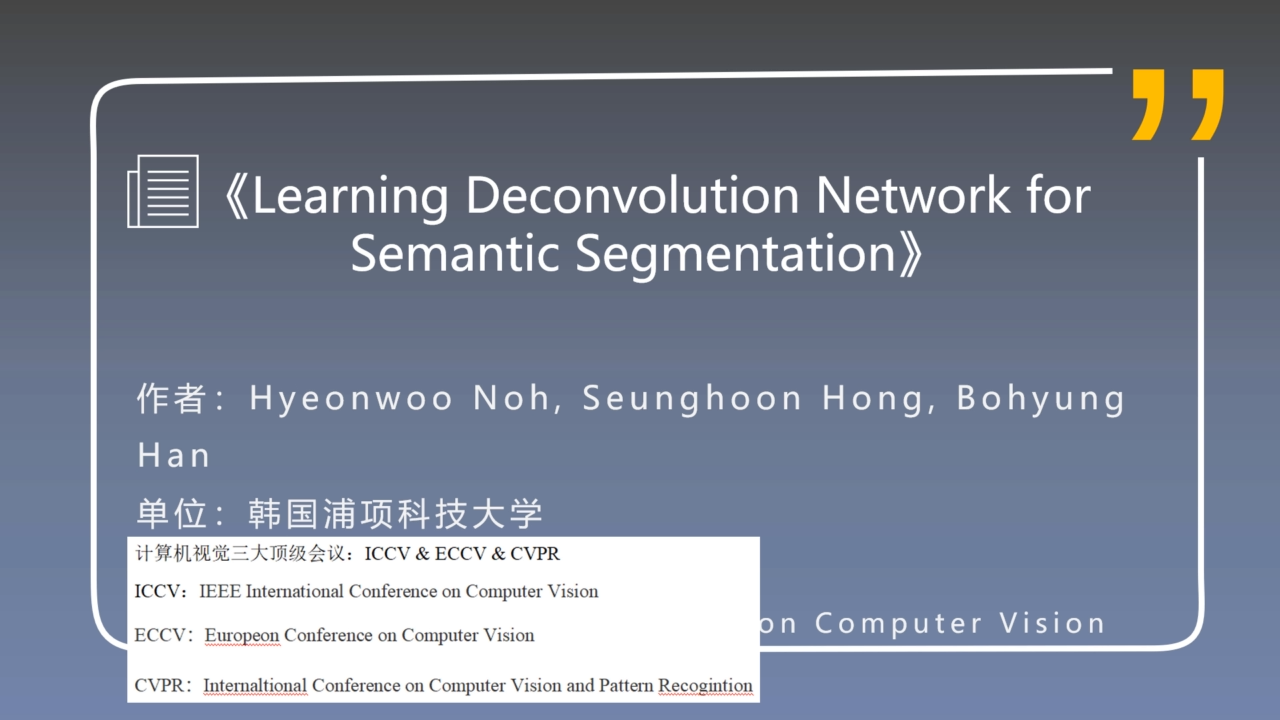 《Learning Deconvolution Network for
Semantic Segmentation》
作者：Hyeonwoo Noh, Seunghoon Hong, Bohyung
Han
单位：韩国浦项科技大学
on Computer Vision
计算机视觉三大顶级会议：ICCV & ECCV & CVPR
ICCV：IEEE International Conference on Computer Vision
ECCV：Europeon Conference on Computer Vision
CVPR：Internaltional Conference on Computer Vision and Pattern Recogintion